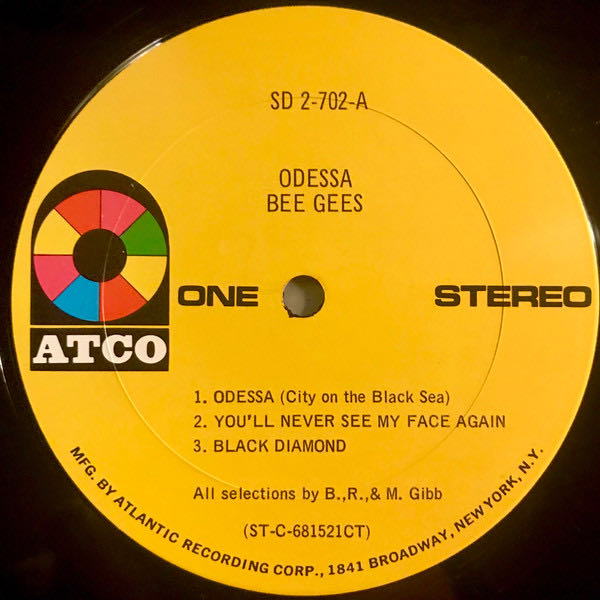 SD 2-702-A
ODESSA
BEE GEES
ATCO
ONE
STEREO
1. ODESSA (City on the Black Sea)
2. YOU'LL NEVER SEE MY FACE AGAIN
3. BLACK DIAMOND
All selections by B.,R.,& M. Gibb
(ST-C-681521CT)
MFG. BY ATLANTIC RECORDING CORP., 1841 BROADWAY, NEW YORK, N.Y.